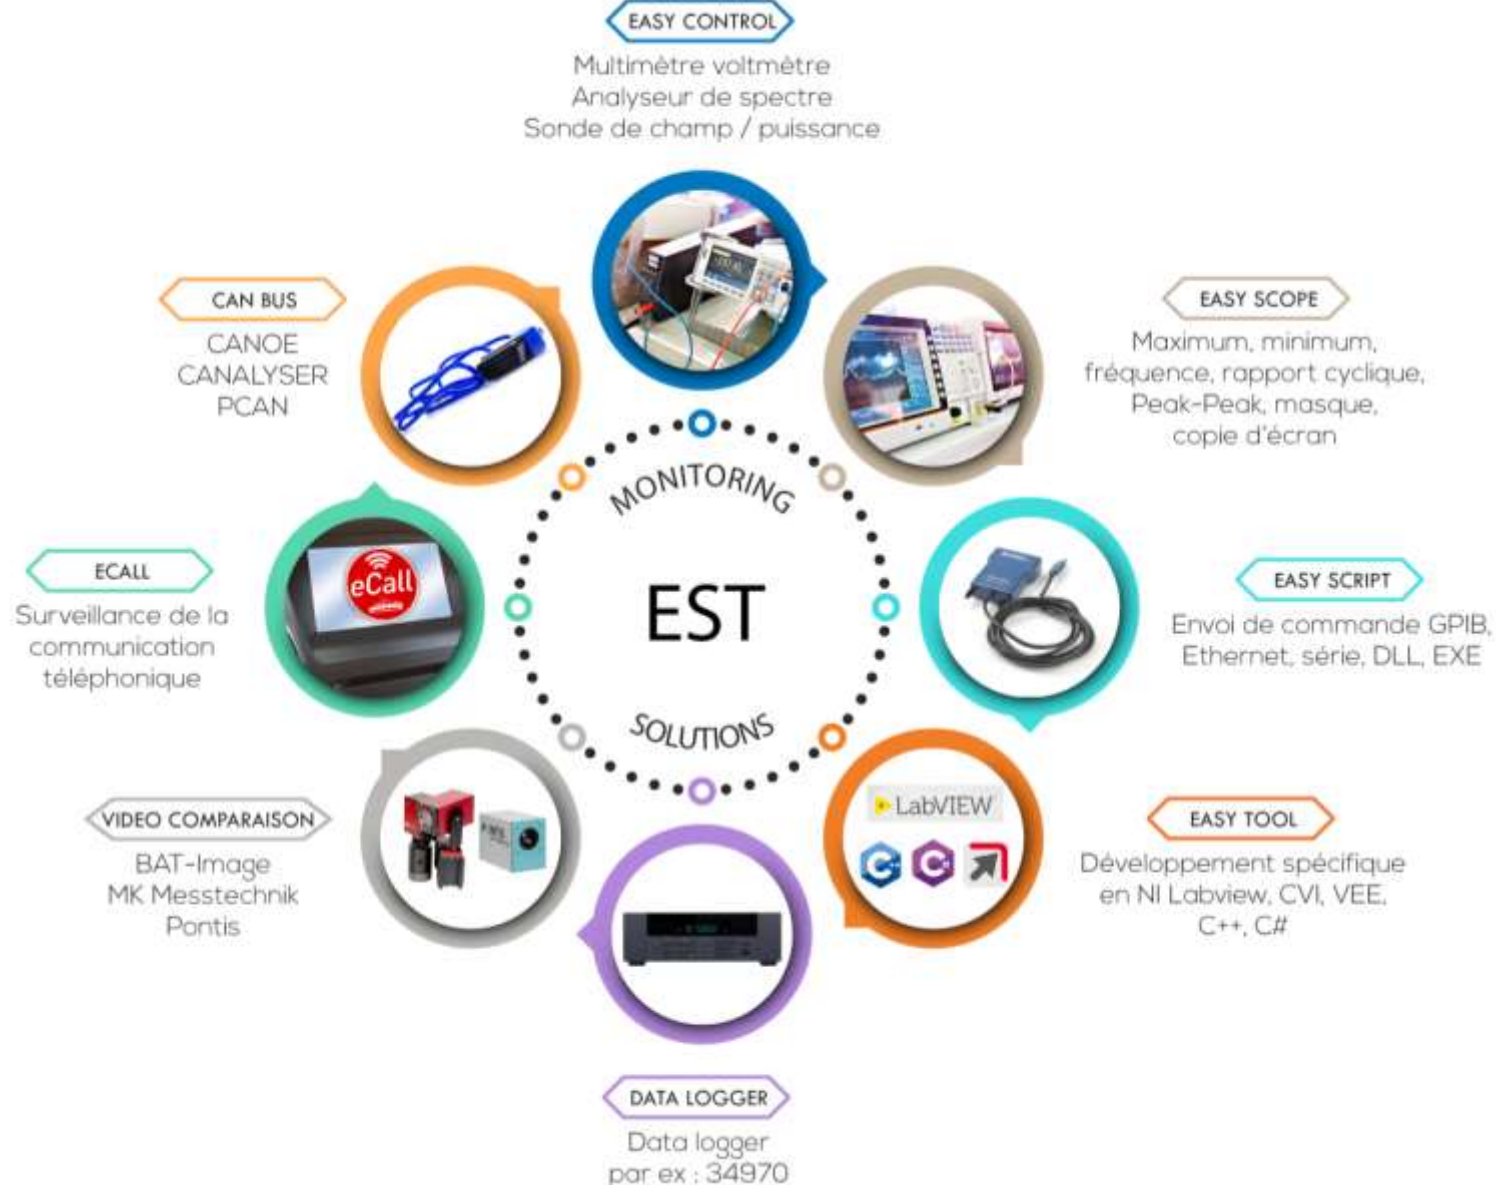 EASY CONTROL
Multimètre voltmètre
Analyseur de spectre
Sonde de champ / puissance
CAN BUS
CANOE
CANALYSER
PCAN
EASY SCOPE
Maximum, minimum,
fréquence, rapport cyclique,
Peak-Peak, masque,
copie d'écran
MONITORING
EST
SOLUTIONS
ECALL
Surveillance de la
communication
téléphonique
eCall
EASY SCRIPT
Envoi de commande GPIB,
Ethernet, série, DLL, EXE
VIDEO COMPARAISON
BAT-Image
MK Messtechnik
Pontis
LabVIEW
C++
C#
EASY TOOL
Développement spécifique
en NI Labview, CVI, VEE,
C++, C#
DATA LOGGER
Data logger
par ex : 34970